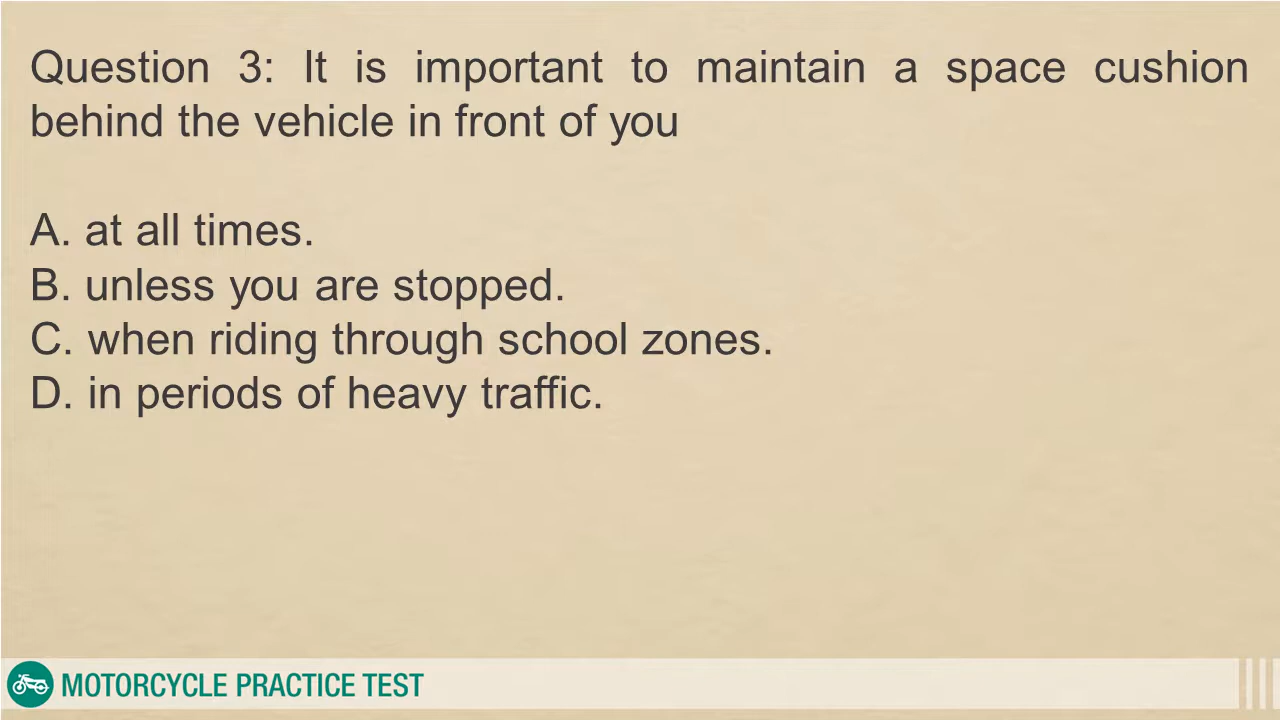 Question 3: It is important to maintain a space cushion
behind the vehicle in front of you
A. at all times.
B. unless you are stopped.
C. when riding through school zones.
D. in periods of heavy traffic.
MOTORCYCLE PRACTICE TEST